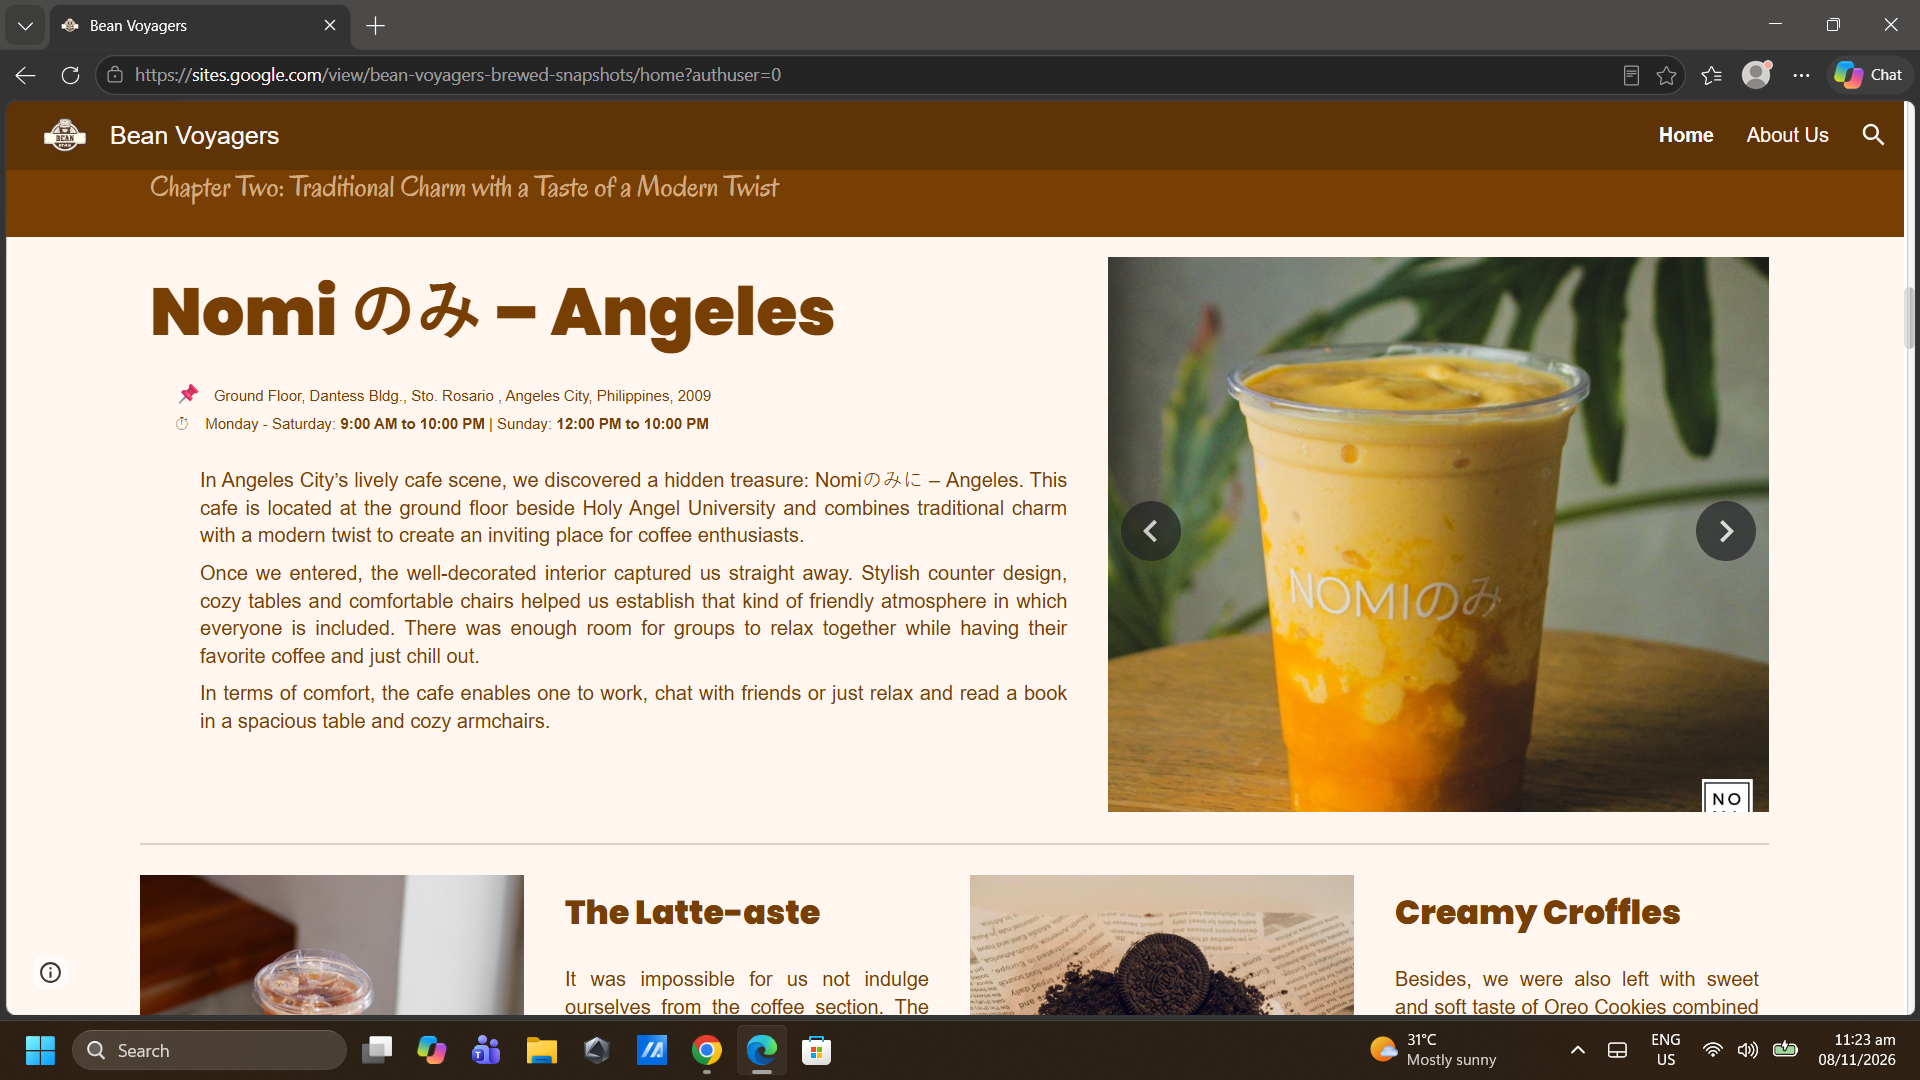 Bean Voyagers
https://sites.google.com/view/bean-voyagers-brewed-snapshots/home?authuser=0
Chat
BEAN
Bean Voyagers
Home
About Us
Chapter Two: Traditional Charm with a Taste of a Modern Twist
Nomi のみ – Angeles
Ground Floor, Dantess Bldg., Sto. Rosario , Angeles City, Philippines, 2009
Monday - Saturday: 9:00 AM to 10:00 PM | Sunday: 12:00 PM to 10:00 PM
In Angeles City’s lively cafe scene, we discovered a hidden treasure: Nomiのみに – Angeles. This
cafe is located at the ground floor beside Holy Angel University and combines traditional charm
with a modern twist to create an inviting place for coffee enthusiasts.
Once we entered, the well-decorated interior captured us straight away. Stylish counter design,
cozy tables and comfortable chairs helped us establish that kind of friendly atmosphere in which
everyone is included. There was enough room for groups to relax together while having their
favorite coffee and just chill out.
In terms of comfort, the cafe enables one to work, chat with friends or just relax and read a book
in a spacious table and cozy armchairs.
NOMIのみ
NO
The Latte-aste
It was impossible for us not indulge
ourselves from the coffee section. The
Creamy Croffles
Besides, we were also left with sweet
and soft taste of Oreo Cookies combined
Search
31°C
Mostly sunny
ENG
US
11:23 am
08/11/2026